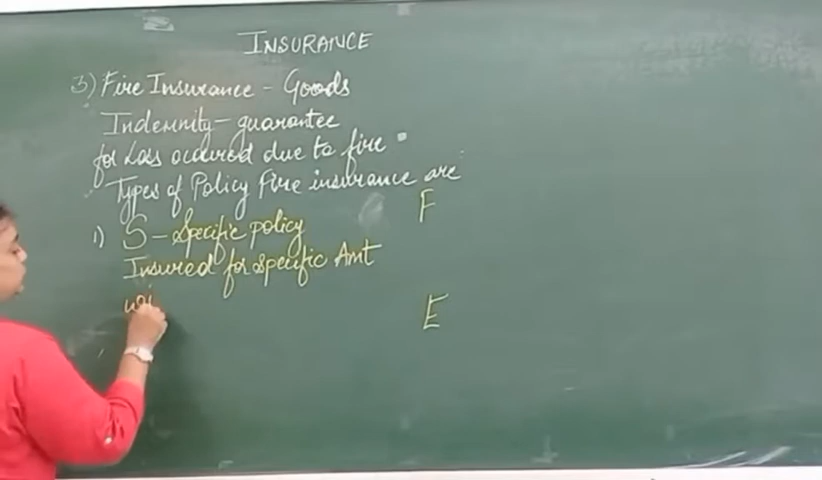 INSURANCE
3) Fire Insurance - Goods
Indemnity - guarantee
for Loss occured due to fire
Types of Policy Fire insurance are
1) S - Specific policy
F
Insured for specific Amt
E